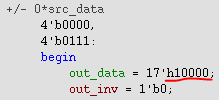 +/- 0*src_data
4'b0000,
4'b0111:
begin
out_data = 17'h10000;
out_inv = 1'b0;